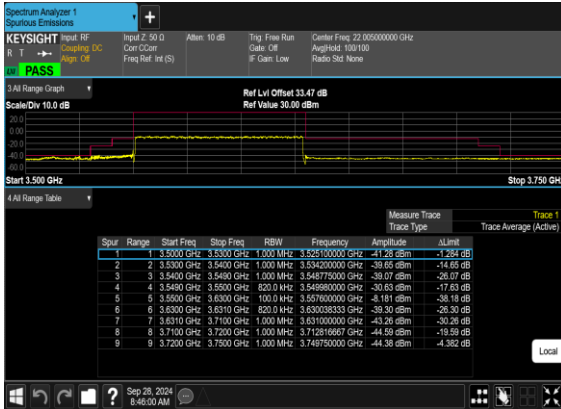 Spectrum Analyzer 1
Spurious Emissions
+
KEYSIGHT Input: RF Input Z: 50 Ω Atten: 10 dB Trig: Free Run Center Freq: 22.005000000 GHz
R T Coupling: DC Corr CCorr Gate: Off Avg|Hold: 100/100
Align: Off Freq Ref: Int (S) IF Gain: Low Radio Std: None
PASS
3 All Range Graph
Ref Lvl Offset 33.47 dB
Scale/Div 10.0 dB Ref Value 30.00 dBm
20.0
0.00
-20.0
-40.0
-60.0
Start 3.500 GHz Stop 3.750 GHz
4 All Range Table
Measure Trace Trace 1
Trace Type Trace Average (Active)
Spur Range Start Freq Stop Freq RBW Frequency Amplitude ΔLimit
1 1 3.5000 GHz 3.5300 GHz 1.000 MHz 3.525100000 GHz -41.28 dBm -1.284 dB
2 2 3.5300 GHz 3.5400 GHz 1.000 MHz 3.534200000 GHz -39.65 dBm -14.65 dB
3 3 3.5400 GHz 3.5490 GHz 1.000 MHz 3.548775000 GHz -39.07 dBm -26.07 dB
4 4 3.5490 GHz 3.5500 GHz 820.0 kHz 3.549980000 GHz -30.63 dBm -17.63 dB
5 5 3.5500 GHz 3.6300 GHz 100.0 kHz 3.557600000 GHz -8.181 dBm -38.18 dB
6 6 3.6300 GHz 3.6310 GHz 820.0 kHz 3.630038333 GHz -39.30 dBm -26.30 dB
7 7 3.6310 GHz 3.7100 GHz 1.000 MHz 3.631000000 GHz -43.26 dBm -30.26 dB
8 8 3.7100 GHz 3.7200 GHz 1.000 MHz 3.712816667 GHz -44.59 dBm -19.59 dB
9 9 3.7200 GHz 3.7500 GHz 1.000 MHz 3.749750000 GHz -44.38 dBm -4.382 dB
Local
? Sep 28, 2024
8:46:00 AM